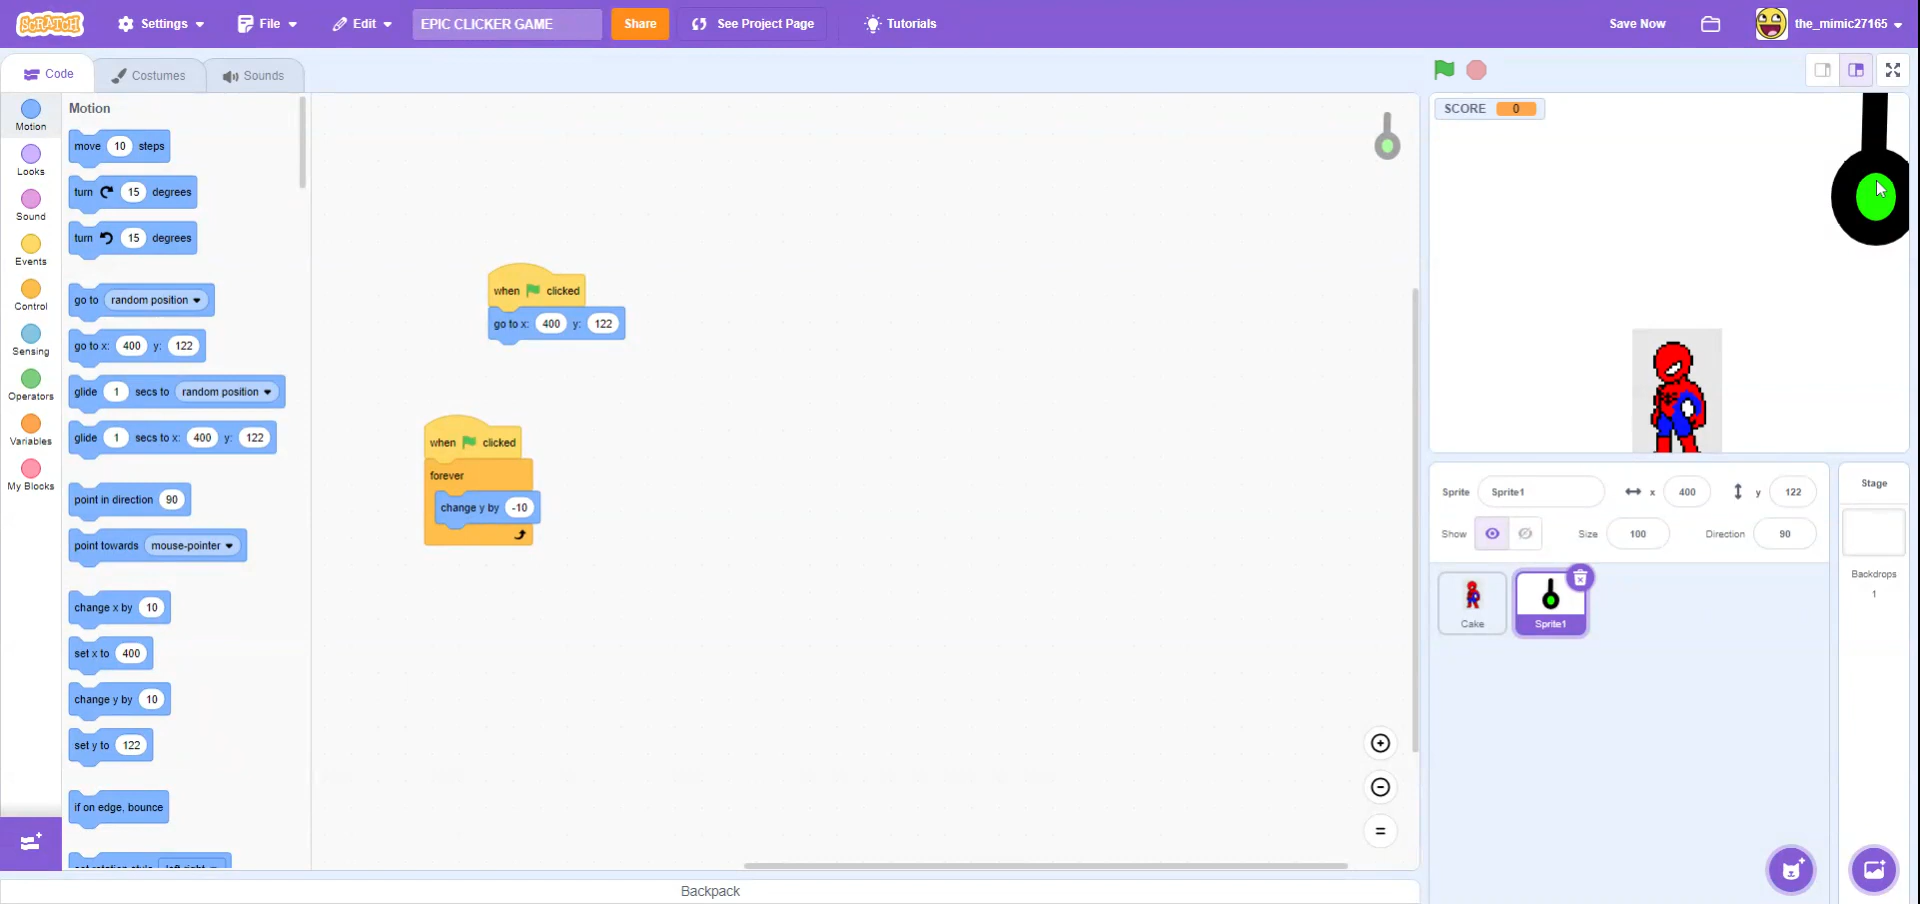 SCRATCH Settings File Edit EPIC CLICKER GAME Share See Project Page Tutorials Save Now the_mimic27165
Code Costumes Sounds
Motion
Looks
Sound
Events
Control
Sensing
Operators
Variables
My Blocks
Motion
move 10 steps
turn 15 degrees
turn 15 degrees
go to random position
go to x: 400 y: 122
glide 1 secs to random position
glide 1 secs to x: 400 y: 122
point in direction 90
point towards mouse-pointer
change x by 10
set x to 400
change y by 10
set y to 122
if on edge, bounce
set rotation style left-right
when clicked
go to x: 400 y: 122
when clicked
forever
change y by -10
SCORE 0
Sprite Sprite1 x 400 y 122
Show Size 100 Direction 90
Cake
Sprite1
Stage
Backdrops
1
Backpack